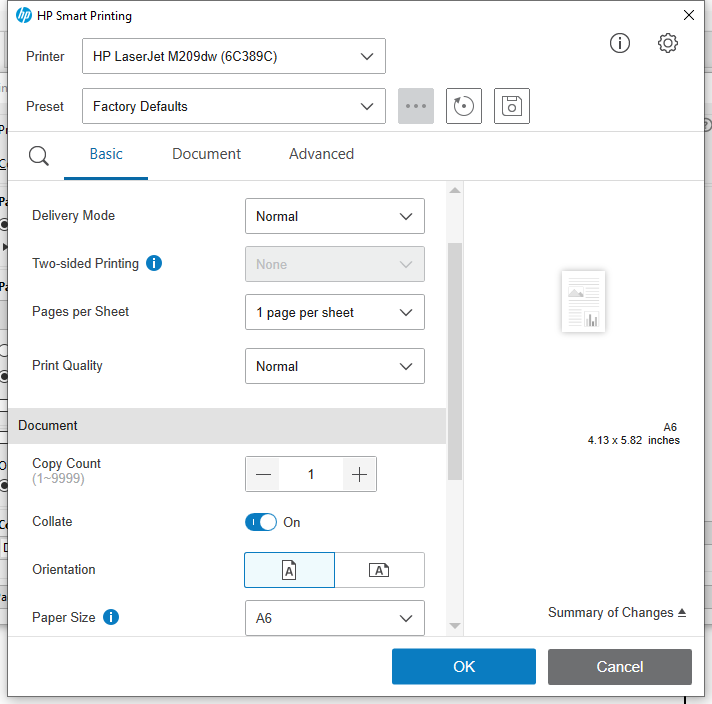 HP Smart Printing
Printer
HP LaserJet M209dw (6C389C)
Preset
Factory Defaults
Basic
Document
Advanced
Delivery Mode
Normal
Two-sided Printing
None
Pages per Sheet
1 page per sheet
Print Quality
Normal
Document
Copy Count
(1~9999)
1
Collate
On
Orientation
A
A
Paper Size
A6
A6
4.13 x 5.82 inches
Summary of Changes
OK
Cancel